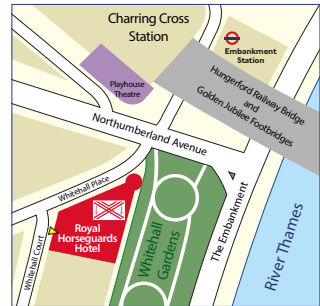 Charring Cross
Station
Embankment
Station
Playhouse
Theatre
Hungerford Railway Bridge
and
Golden Jubilee Footbridges
Northumberland Avenue
Whitehall Place
Royal
Horseguards
Hotel
Whitehall Court
Whitehall
Gardens
The Embankment
River Thames